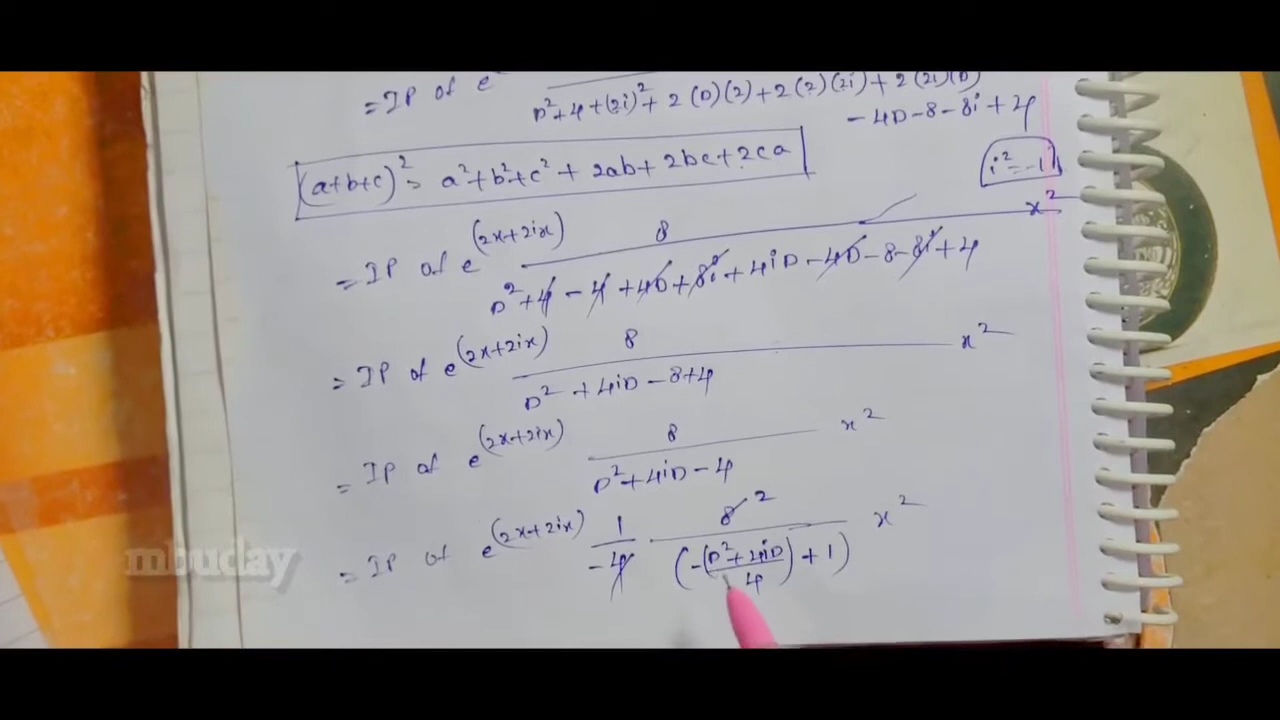 = IP of e
D² + 4 + (2i)² + 2(D)(2) + 2(2)(2i) + 2(2i)(D)
- 4D - 8 - 8i + 4
(a+b+c)² = a² + b² + c² + 2ab + 2bc + 2ca
i² = -1
= IP of e^(2x+2ix) 8 x²
D² + 4 - 4 + 4D + 8i + 4iD - 4D - 8 - 8i + 4
= IP of e^(2x+2ix) 8 x²
D² + 4iD - 8 + 4
= IP of e^(2x+2ix) 8 x²
D² + 4iD - 4
= IP of e^(2x+2ix) 1 8 2 x²
-4 (-(D² + 4iD) + 1)
4
mbuday